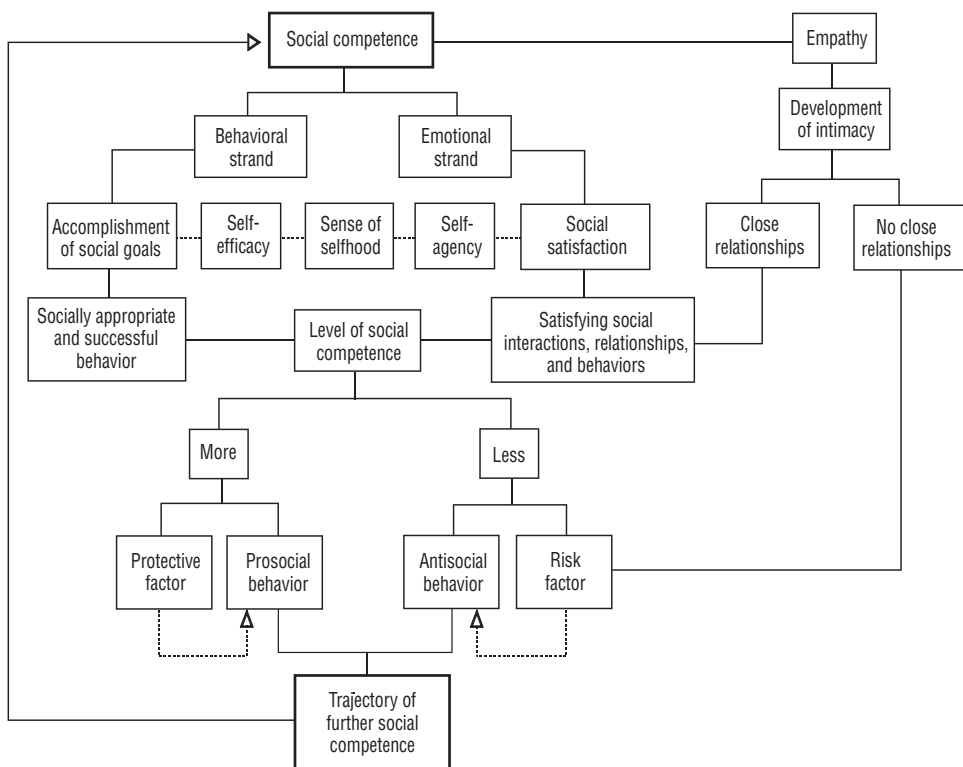 Social competence
Empathy
Behavioral
strand
Emotional
strand
Development
of intimacy
Accomplishment
of social goals
Self-
efficacy
Sense of
selfhood
Self-
agency
Social
satisfaction
Close
relationships
No close
relationships
Socially appropriate
and successful
behavior
Level of social
competence
Satisfying social
interactions, relationships,
and behaviors
More
Less
Protective
factor
Prosocial
behavior
Antisocial
behavior
Risk
factor
Trajectory of
further social
competence